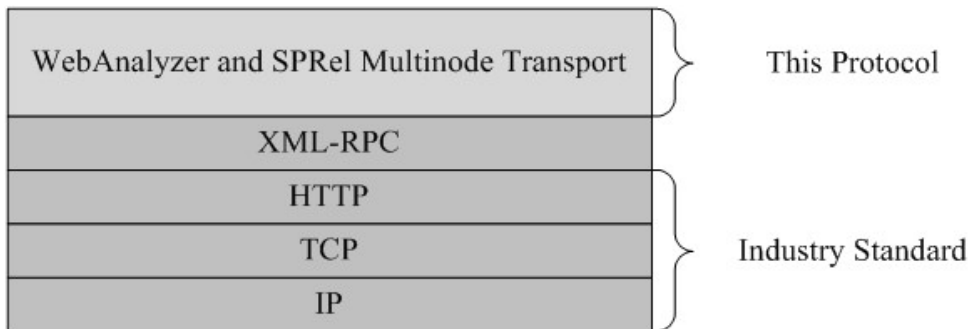 WebAnalyzer and SPRel Multinode Transport
This Protocol
XML-RPC
HTTP
TCP
Industry Standard
IP